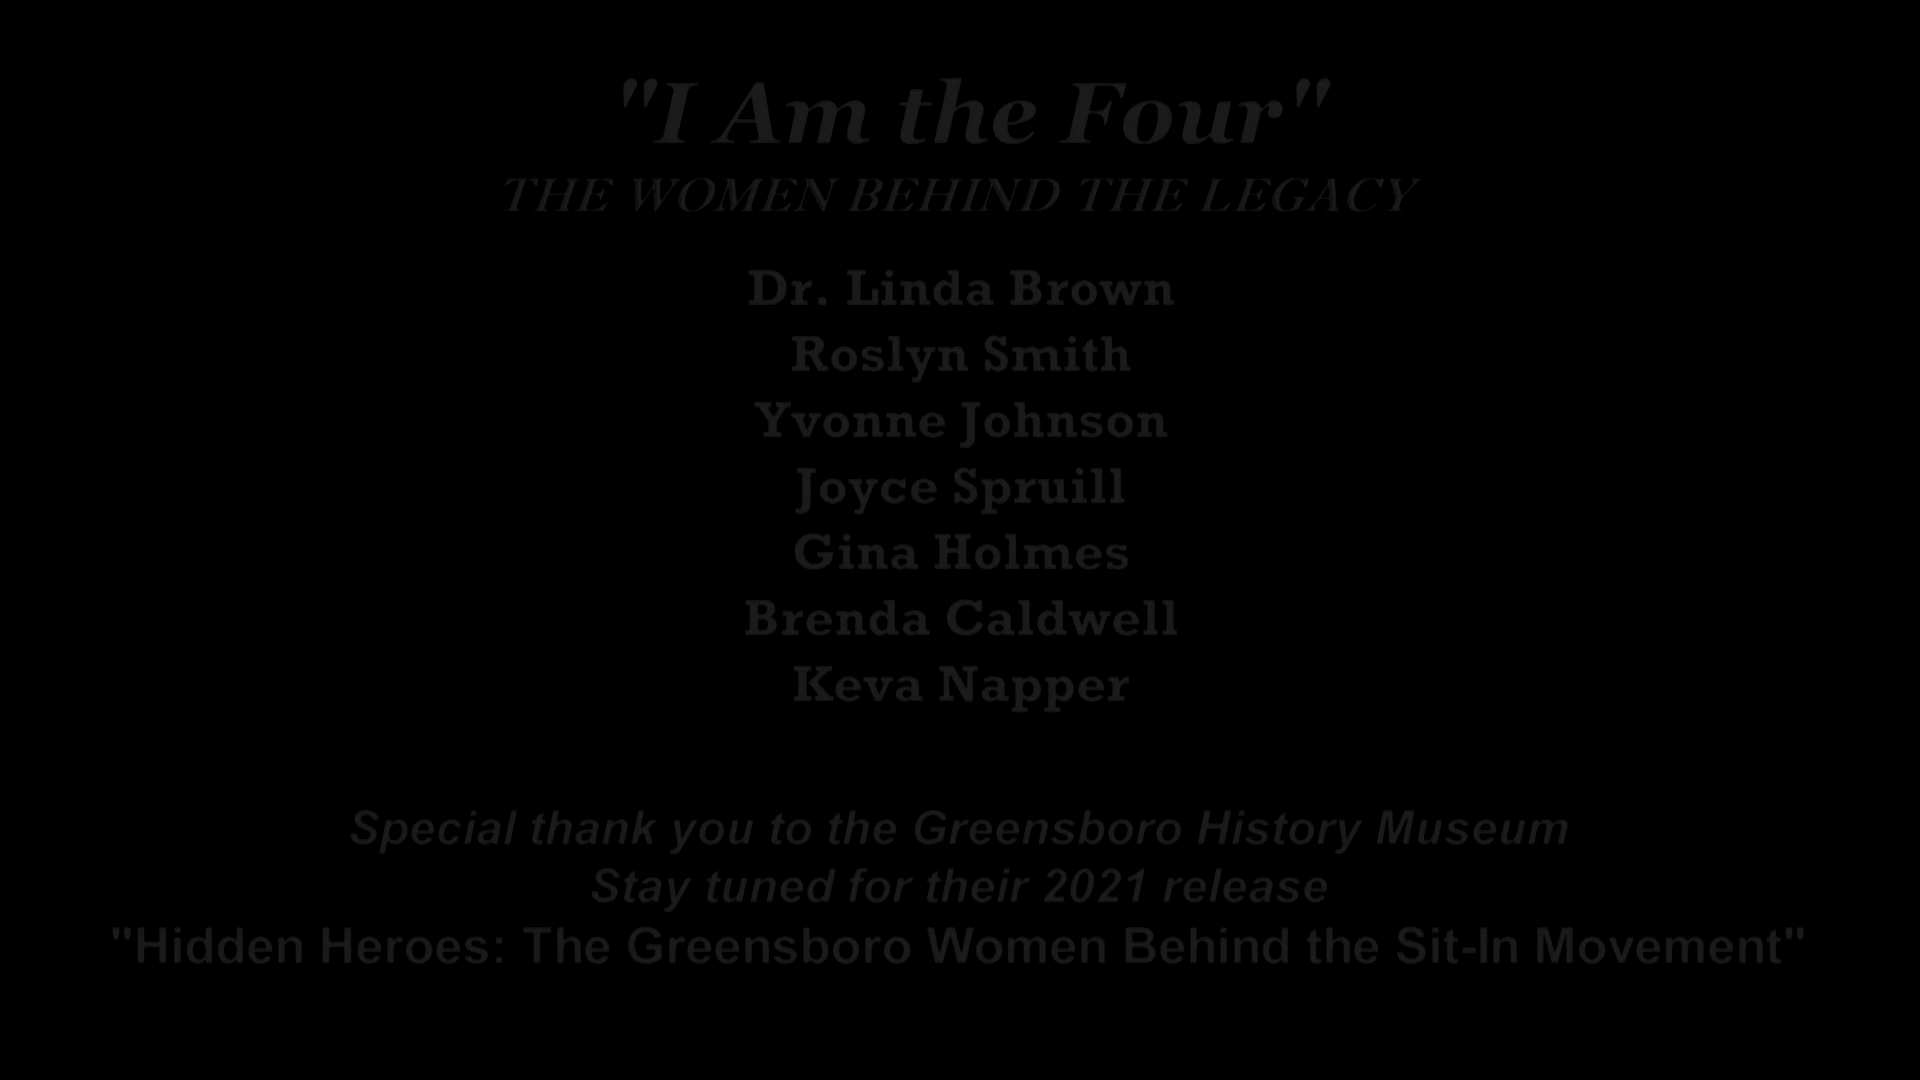 "I Am the Four"
THE WOMEN BEHIND THE LEGACY
Dr. Linda Brown
Roslyn Smith
Yvonne Johnson
Joyce Spruill
Gina Holmes
Brenda Caldwell
Keva Napper
Special thank you to the Greensboro History Museum
Stay tuned for their 2021 release
"Hidden Heroes: The Greensboro Women Behind the Sit-In Movement"